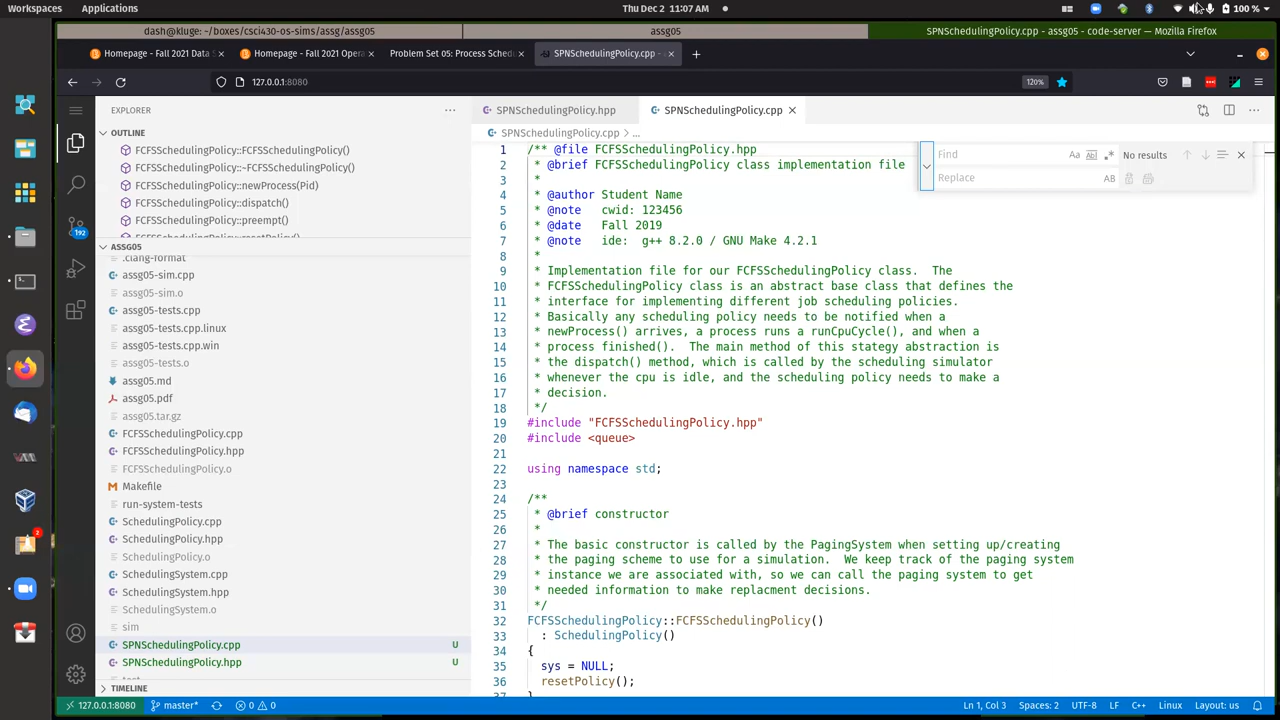 Workspaces Applications Thu Dec 2 11:07 AM 100 %
dash@kluge: ~/boxes/csci430-os-sims/assg/assg05 assg05 SPNSchedulingPolicy.cpp - assg05 - code-server — Mozilla Firefox
Homepage - Fall 2021 Data S × Homepage - Fall 2021 Opera × Problem Set 05: Process Sched × SPNSchedulingPolicy.cpp - × +
127.0.0.1:8080 120%
EXPLORER ··· SPNSchedulingPolicy.hpp SPNSchedulingPolicy.cpp ×
OUTLINE
FCFSSchedulingPolicy::FCFSSchedulingPolicy()
FCFSSchedulingPolicy::~FCFSSchedulingPolicy()
FCFSSchedulingPolicy::newProcess(Pid)
FCFSSchedulingPolicy::dispatch()
FCFSSchedulingPolicy::preempt()
FCFSSchedulingPolicy::resetPolicy()
192
ASSG05
.clang-format
assg05-sim.cpp
assg05-sim.o
assg05-tests.cpp
assg05-tests.cpp.linux
assg05-tests.cpp.win
assg05-tests.o
assg05.md
assg05.pdf
assg05.tar.gz
FCFSSchedulingPolicy.cpp
FCFSSchedulingPolicy.hpp
FCFSSchedulingPolicy.o
Makefile
run-system-tests
SchedulingPolicy.cpp
SchedulingPolicy.hpp
SchedulingPolicy.o
SchedulingSystem.cpp
SchedulingSystem.hpp
SchedulingSystem.o
sim
SPNSchedulingPolicy.cpp U
SPNSchedulingPolicy.hpp U
TIMELINE
2
SPNSchedulingPolicy.cpp > ...
Find Aa ab .* No results
Replace AB
1 /** @file FCFSSchedulingPolicy.hpp
2 * @brief FCFSSchedulingPolicy class implementation file
3 *
4 * @author Student Name
5 * @note cwid: 123456
6 * @date Fall 2019
7 * @note ide: g++ 8.2.0 / GNU Make 4.2.1
8 *
9 * Implementation file for our FCFSSchedulingPolicy class. The
10 * FCFSSchedulingPolicy class is an abstract base class that defines the
11 * interface for implementing different job scheduling policies.
12 * Basically any scheduling policy needs to be notified when a
13 * newProcess() arrives, a process runs a runCpuCycle(), and when a
14 * process finished(). The main method of this stategy abstraction is
15 * the dispatch() method, which is called by the scheduling simulator
16 * whenever the cpu is idle, and the scheduling policy needs to make a
17 * decision.
18 */
19 #include "FCFSSchedulingPolicy.hpp"
20 #include <queue>
21
22 using namespace std;
23
24 /**
25 * @brief constructor
26 *
27 * The basic constructor is called by the PagingSystem when setting up/creating
28 * the paging scheme to use for a simulation. We keep track of the paging system
29 * instance we are associated with, so we can call the paging system to get
30 * needed information to make replacment decisions.
31 */
32 FCFSSchedulingPolicy::FCFSSchedulingPolicy()
33 : SchedulingPolicy()
34 {
35 sys = NULL;
36 resetPolicy();
37 }
127.0.0.1:8080 master* 0 0 Ln 1, Col 3 Spaces: 2 UTF-8 LF C++ Linux Layout: us